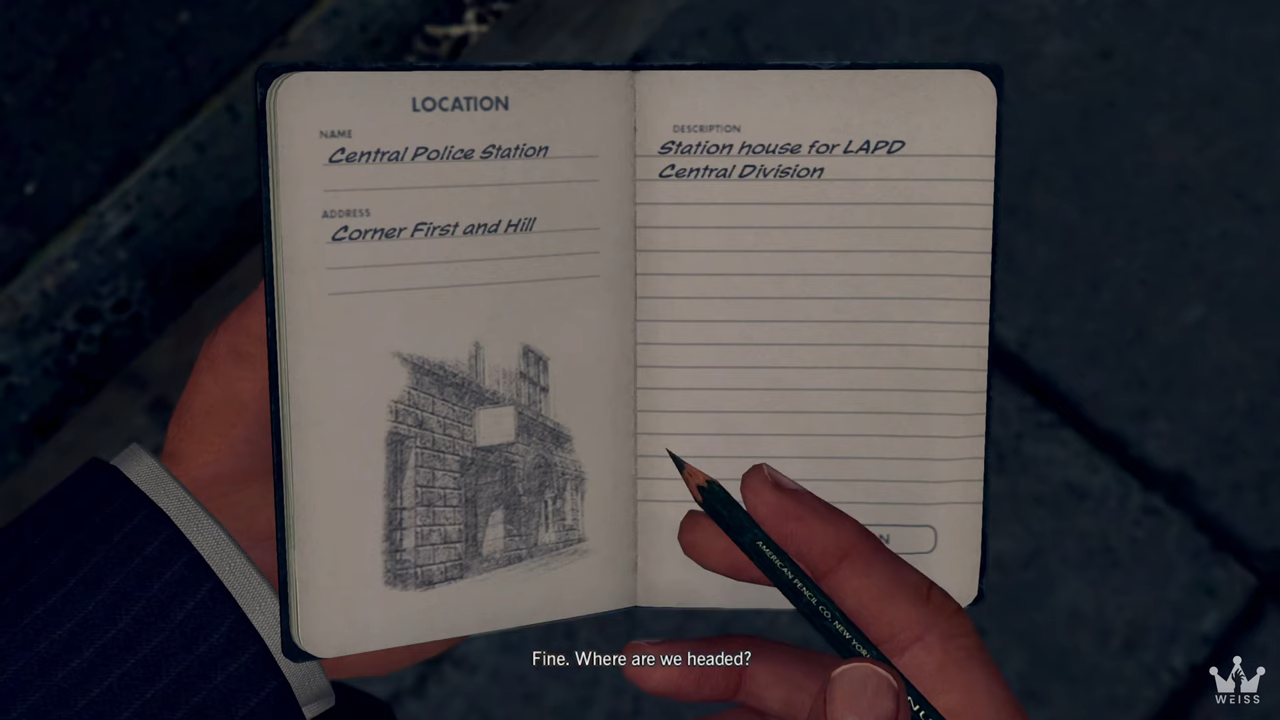 LOCATION
NAME
Central Police Station
ADDRESS
Corner First and Hill
DESCRIPTION
Station house for LAPD
Central Division
AMERICAN PENCIL CO. NEW YORK
Fine. Where are we headed?
WEISS